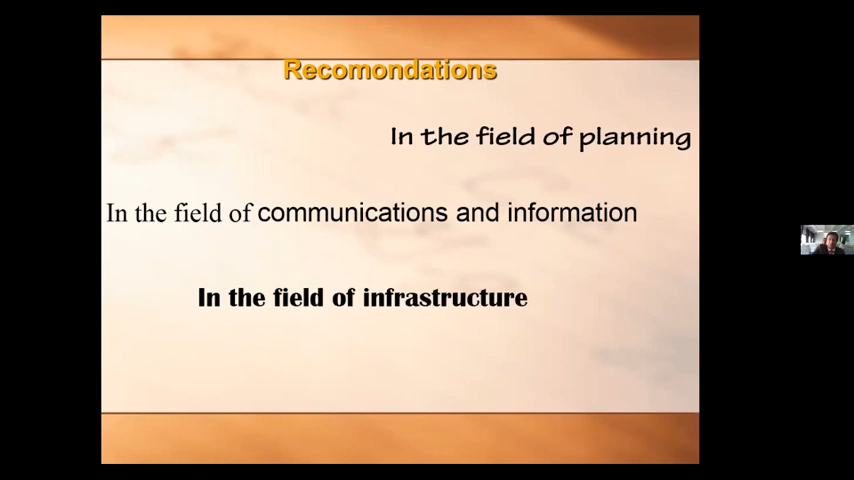 Recomondations
In the field of planning
In the field of communications and information
In the field of infrastructure